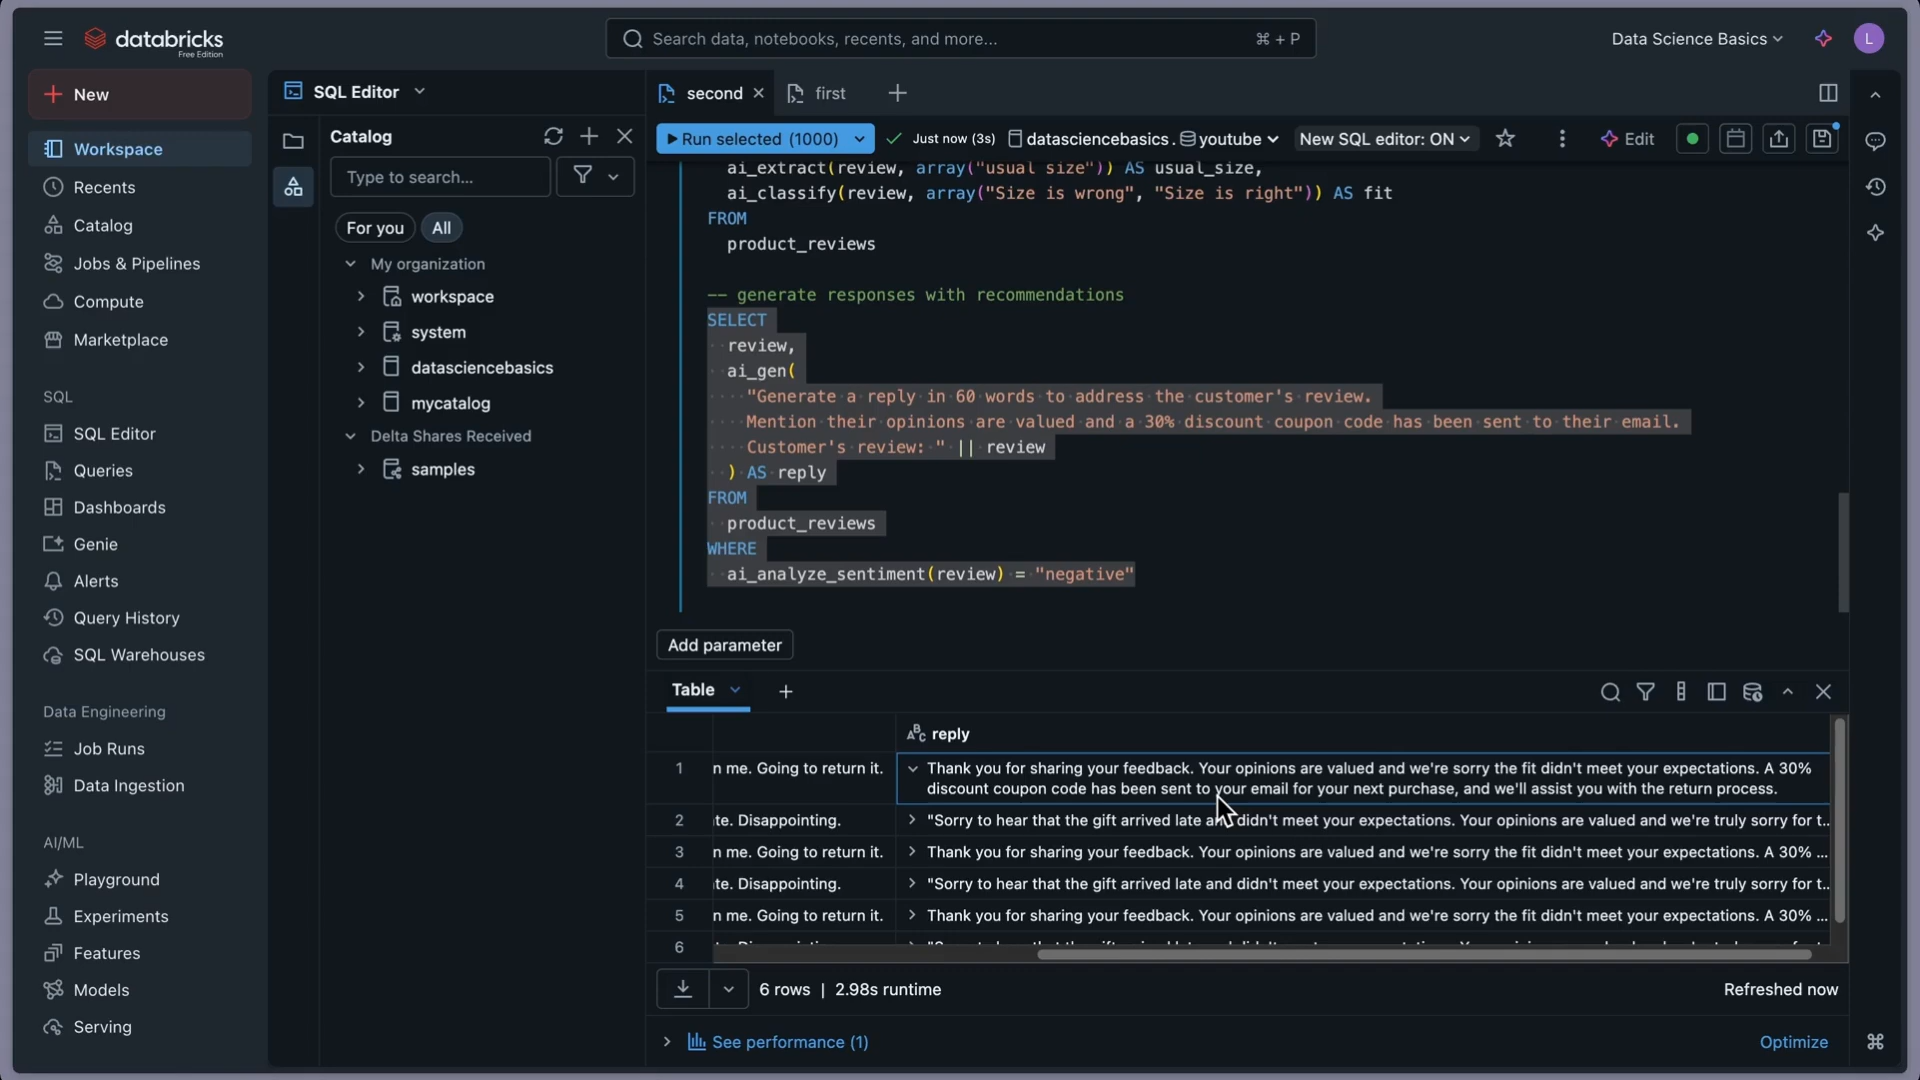 databricks
Free Edition
Search data, notebooks, recents, and more...
⌘ + P
Data Science Basics
L
New
Workspace
Recents
Catalog
Jobs & Pipelines
Compute
Marketplace
SQL
SQL Editor
Queries
Dashboards
Genie
Alerts
Query History
SQL Warehouses
Data Engineering
Job Runs
Data Ingestion
AI/ML
Playground
Experiments
Features
Models
Serving
SQL Editor
Catalog
Type to search...
For you
All
My organization
workspace
system
datasciencebasics
mycatalog
Delta Shares Received
samples
second
first
Run selected (1000)
Just now (3s)
datasciencebasics.
youtube
New SQL editor: ON
Edit
ai_extract(review, array("usual size")) AS usual_size,
ai_classify(review, array("Size is wrong", "Size is right")) AS fit
FROM
product_reviews
-- generate responses with recommendations
SELECT
review,
ai_gen(
"Generate a reply in 60 words to address the customer's review.
Mention their opinions are valued and a 30% discount coupon code has been sent to their email.
Customer's review: " || review
) AS reply
FROM
product_reviews
WHERE
ai_analyze_sentiment(review) = "negative"
Add parameter
Table
reply
1 n me. Going to return it. Thank you for sharing your feedback. Your opinions are valued and we're sorry the fit didn't meet your expectations. A 30%
discount coupon code has been sent to your email for your next purchase, and we'll assist you with the return process.
2 te. Disappointing. "Sorry to hear that the gift arrived late and didn't meet your expectations. Your opinions are valued and we're truly sorry for t...
3 n me. Going to return it. Thank you for sharing your feedback. Your opinions are valued and we're sorry the fit didn't meet your expectations. A 30% ...
4 te. Disappointing. "Sorry to hear that the gift arrived late and didn't meet your expectations. Your opinions are valued and we're truly sorry for t...
5 n me. Going to return it. Thank you for sharing your feedback. Your opinions are valued and we're sorry the fit didn't meet your expectations. A 30% ...
6
6 rows | 2.98s runtime
Refreshed now
See performance (1)
Optimize